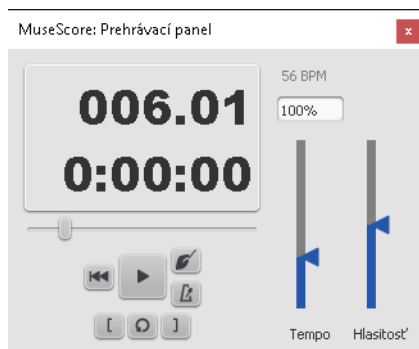 MuseScore: Prehrávací panel
x
006.01
0:00:00
56 BPM
100%
[ ]
Tempo
Hlasitosť